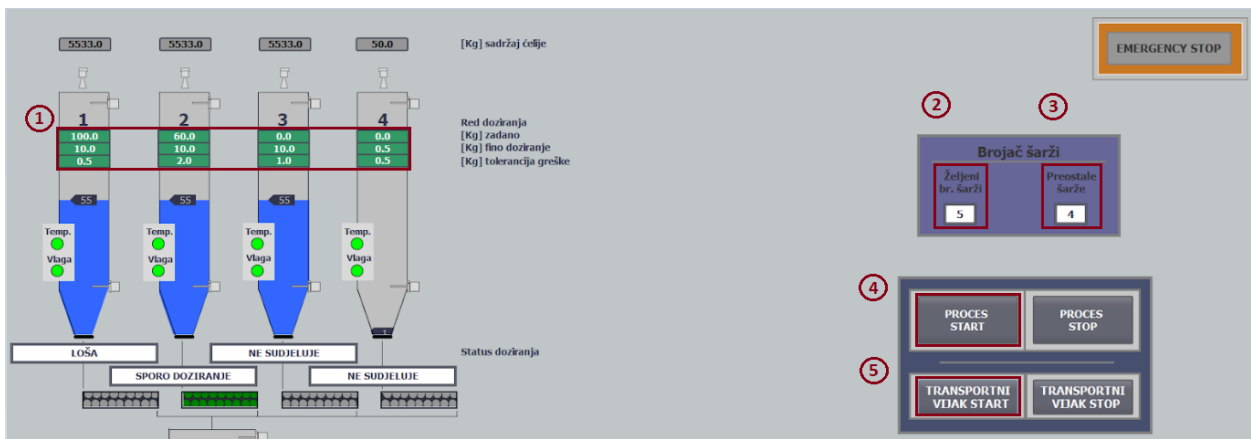 5533.0 5533.0 5533.0 50.0 [Kg] sadržaj ćelije
EMERGENCY STOP
1
2
3
1 2 3 4 Red doziranja
100.0 60.0 0.0 0.0 [Kg] zadano
10.0 10.0 10.0 0.5 [Kg] fino doziranje
0.5 2.0 1.0 0.5 [Kg] tolerancija greške
Brojač šarži
Željeni
br. šarži
5
Preostale
šarže
4
55 55 55
Temp. Temp. Temp. Temp.
Vlaga Vlaga Vlaga Vlaga
1
LOŠA NE SUDJELUJE Status doziranja
SPORO DOZIRANJE NE SUDJELUJE
4
PROCES
START
PROCES
STOP
5
TRANSPORTNI
VIJAK START
TRANSPORTNI
VIJAK STOP